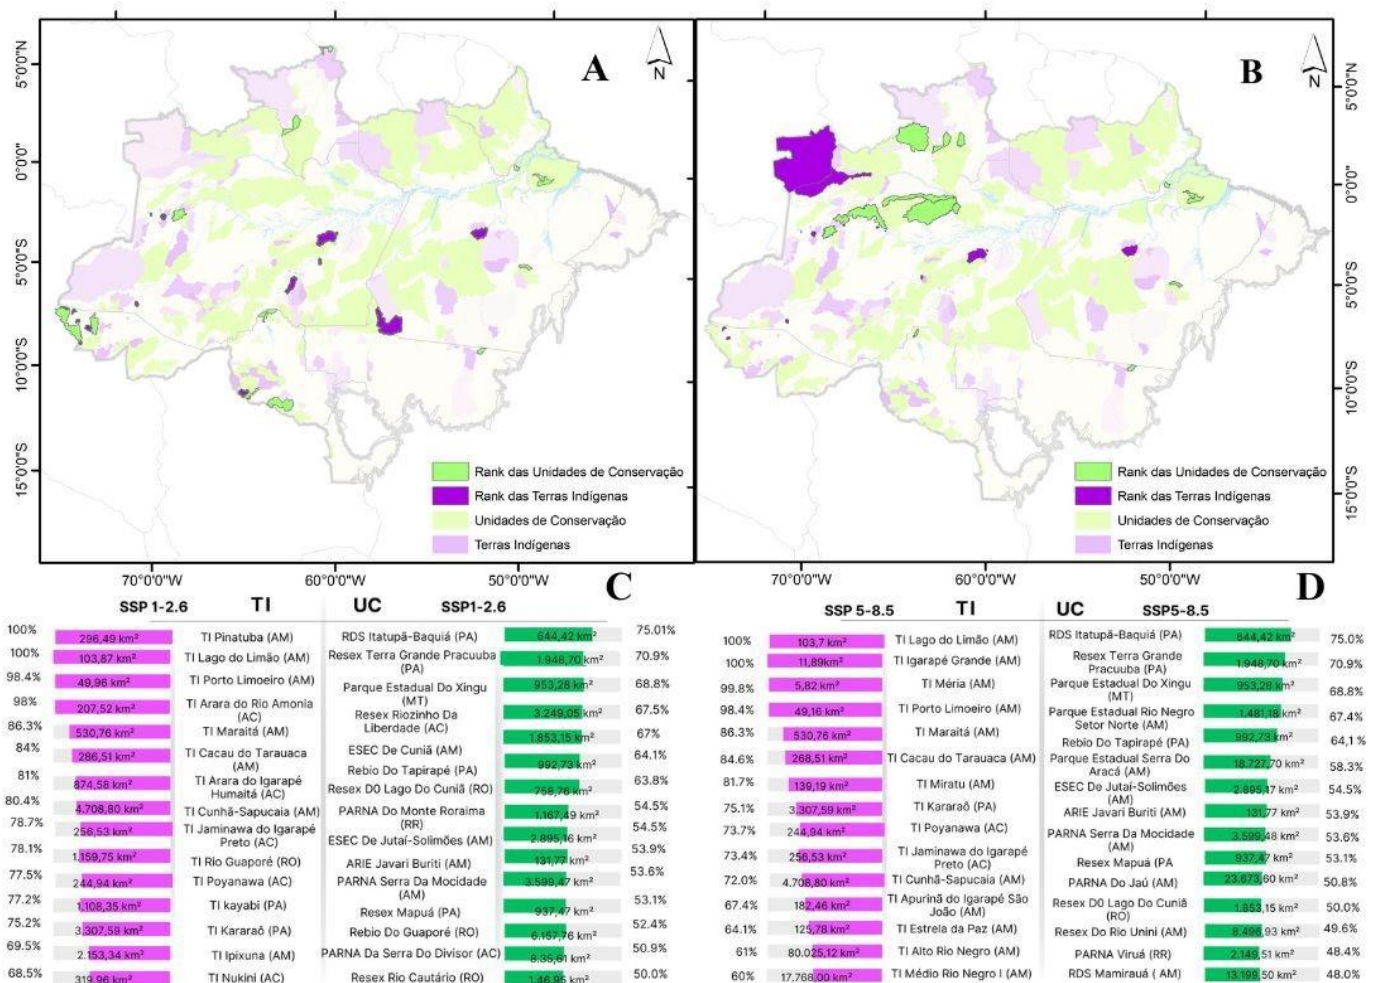 A
N
B
N
5°0'0"N
0°0'0"
5°0'0"S
10°0'0"S
15°0'0"S
5°0'0"N
0°0'0"
5°0'0"S
10°0'0"S
15°0'0"S
Rank das Unidades de Conservação
Rank das Terras Indígenas
Unidades de Conservação
Terras Indígenas
Rank das Unidades de Conservação
Rank das Terras Indígenas
Unidades de Conservação
Terras Indígenas
70°0'0"W 60°0'0"W 50°0'0"W
70°0'0"W 60°0'0"W 50°0'0"W
C
SSP 1-2.6 TI UC SSP1-2.6
100% 296,49 km² TI Pinatuba (AM)
100% 103,87 km² TI Lago do Limão (AM)
98.4% 49,96 km² TI Porto Limoeiro (AM)
98% 207,52 km² TI Arara do Rio Amonia
(AC)
86.3% 530,76 km² TI Maraitá (AM)
84% 286,51 km² TI Cacau do Tarauaca
(AM)
81% 874,58 km² TI Arara do Igarapé
Humaitá (AC)
80.4% 4.708,80 km² TI Cunhã-Sapucaia (AM)
78.7% 256,53 km² TI Jaminawa do Igarapé
Preto (AC)
78.1% 1.159,75 km² TI Rio Guaporé (RO)
77.5% 244,94 km² TI Poyanawa (AC)
77.2% 1.108,35 km² TI kayabi (PA)
75.2% 3.307,59 km² TI Kararaô (PA)
69.5% 2.153,34 km² TI Ipixuna (AM)
68.5% 319,96 km² TI Nukini (AC)
RDS Itatupã-Baquiá (PA) 644,42 km² 75.01%
Resex Terra Grande Pracuuba
(PA) 1.948,70 km² 70.9%
Parque Estadual Do Xingu
(MT) 953,28 km² 68.8%
Resex Riozinho Da
Liberdade (AC) 3.249,05 km² 67.5%
ESEC De Cuniã (AM) 1.853,15 km² 67%
Rebio Do Tapirapé (PA) 992,73 km² 64.1%
Resex D0 Lago Do Cuniã (RO) 758,76 km² 63.8%
PARNA Do Monte Roraima
(RR) 1.167,49 km² 54.5%
ESEC De Jutaí-Solimões (AM) 2.895,16 km² 54.5%
ARIE Javari Buriti (AM) 131,77 km² 53.9%
PARNA Serra Da Mocidade
(AM) 3.599,47 km² 53.6%
Resex Mapuá (PA) 937,47 km² 53.1%
Rebio Do Guaporé (RO) 6.157,76 km² 52.4%
PARNA Da Serra Do Divisor (AC) 8.35,61 km² 50.9%
Resex Rio Cautário (RO) 1.46,95 km² 50.0%
D
SSP 5-8.5 TI UC SSP5-8.5
100% 103,7 km² TI Lago do Limão (AM)
100% 11,89km² TI Igarapé Grande (AM)
99.8% 5,82 km² TI Méria (AM)
98.4% 49,16 km² TI Porto Limoeiro (AM)
86.3% 530,76 km² TI Maraitá (AM)
84.6% 268,51 km² TI Cacau do Tarauaca (AM)
81.7% 139,19 km² TI Miratu (AM)
75.1% 3.307,59 km² TI Kararaô (PA)
73.7% 244,94 km² TI Poyanawa (AC)
73.4% 256,53 km² TI Jaminawa do Igarapé
Preto (AC)
72.0% 4.708,80 km² TI Cunhã-Sapucaia (AM)
67.4% 182,46 km² TI Apurinã do Igarapé São
João (AM)
64.1% 125,78 km² TI Estrela da Paz (AM)
61% 80.025,12 km² TI Alto Rio Negro (AM)
60% 17.768,00 km² TI Médio Rio Negro I (AM)
RDS Itatupã-Baquiá (PA) 644,42 km² 75.0%
Resex Terra Grande
Pracuuba (PA) 1.948,70 km² 70.9%
Parque Estadual Do Xingu
(MT) 953,28 km² 68.8%
Parque Estadual Rio Negro
Setor Norte (AM) 1.481,18 km² 67.4%
Rebio Do Tapirapé (PA) 992,73 km² 64,1 %
Parque Estadual Serra Do
Aracá (AM) 18.727,70 km² 58.3%
ESEC De Jutaí-Solimões
(AM) 2.895,17 km² 54.5%
ARIE Javari Buriti (AM) 131,77 km² 53.9%
PARNA Serra Da Mocidade
(AM) 3.599,48 km² 53.6%
Resex Mapuá (PA 937,47 km² 53.1%
PARNA Do Jaú (AM) 23.673,60 km² 50.8%
Resex D0 Lago Do Cuniã
(RO) 1.853,15 km² 50.0%
Resex Do Rio Unini (AM) 8.496,93 km² 49.6%
PARNA Viruá (RR) 2.149,51 km² 48.4%
RDS Mamirauá ( AM) 13.199,50 km² 48.0%